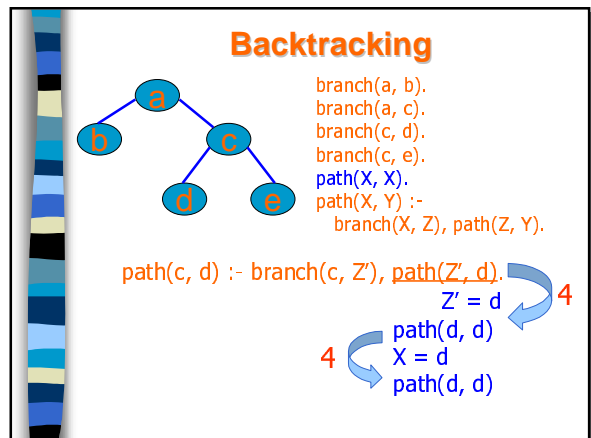 Backtracking
a
b
c
d
e
branch(a, b).
branch(a, c).
branch(c, d).
branch(c, e).
path(X, X).
path(X, Y) :-
branch(X, Z), path(Z, Y).
path(c, d) :- branch(c, Z’), path(Z’, d).
Z’ = d
4
path(d, d)
4
X = d
path(d, d)